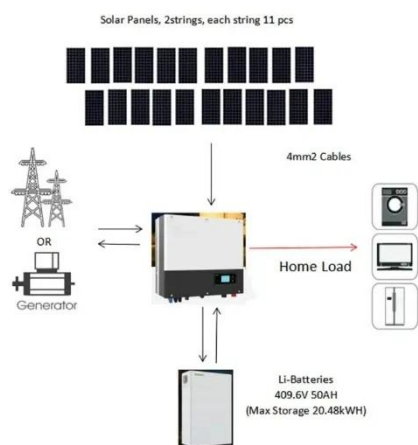 Solar Panels, 2strings, each string 11 pcs
4mm2 Cables
OR
Generator
Home Load
Li-Batteries
409.6V 50AH
(Max Storage 20.48kWH)